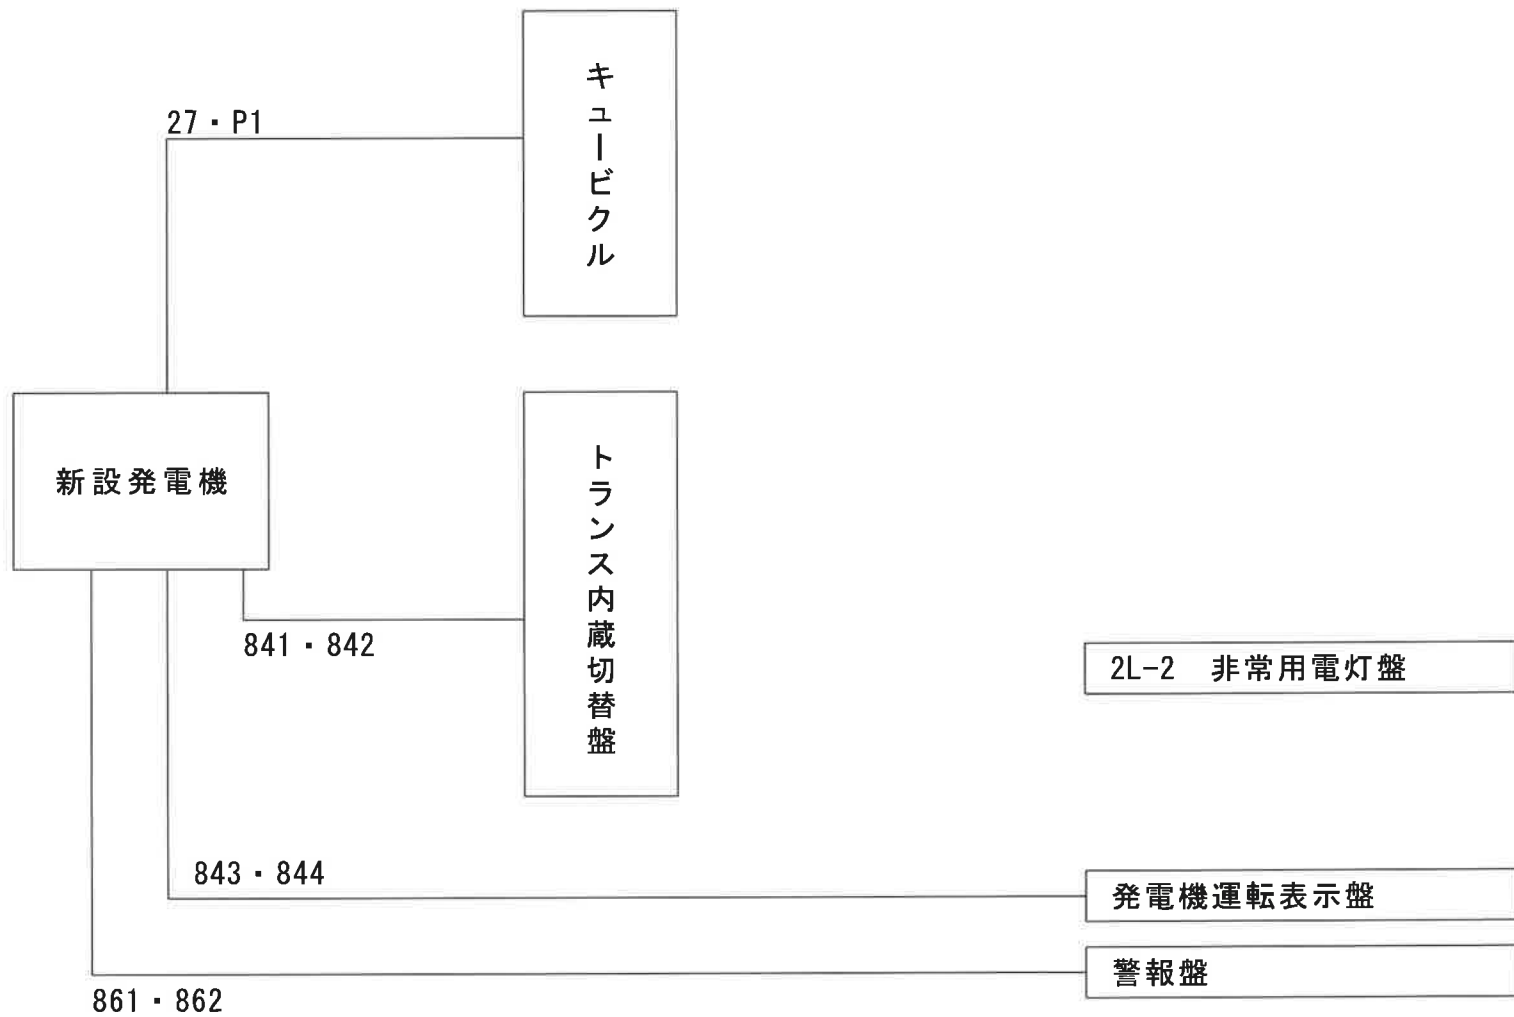 キュービクル
27・P1
新設発電機
トランス内蔵切替盤
841・842
2L-2　非常用電灯盤
843・844
発電機運転表示盤
警報盤
861・862